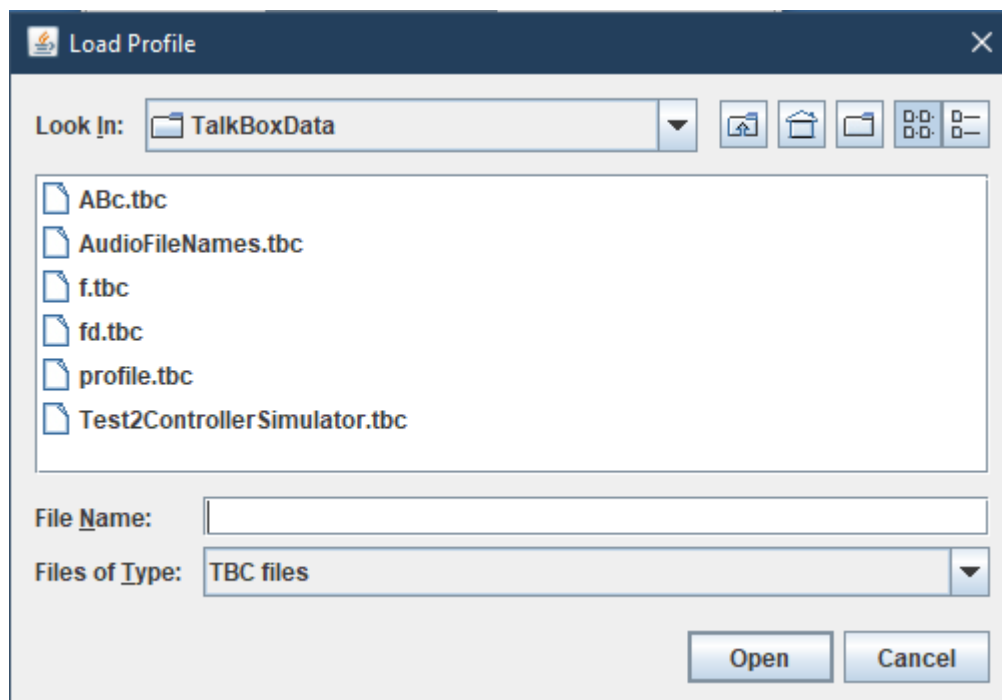 Load Profile
Look In: TalkBoxData
ABc.tbc
AudioFileNames.tbc
f.tbc
fd.tbc
profile.tbc
Test2ControllerSimulator.tbc
File Name:
Files of Type: TBC files
Open Cancel